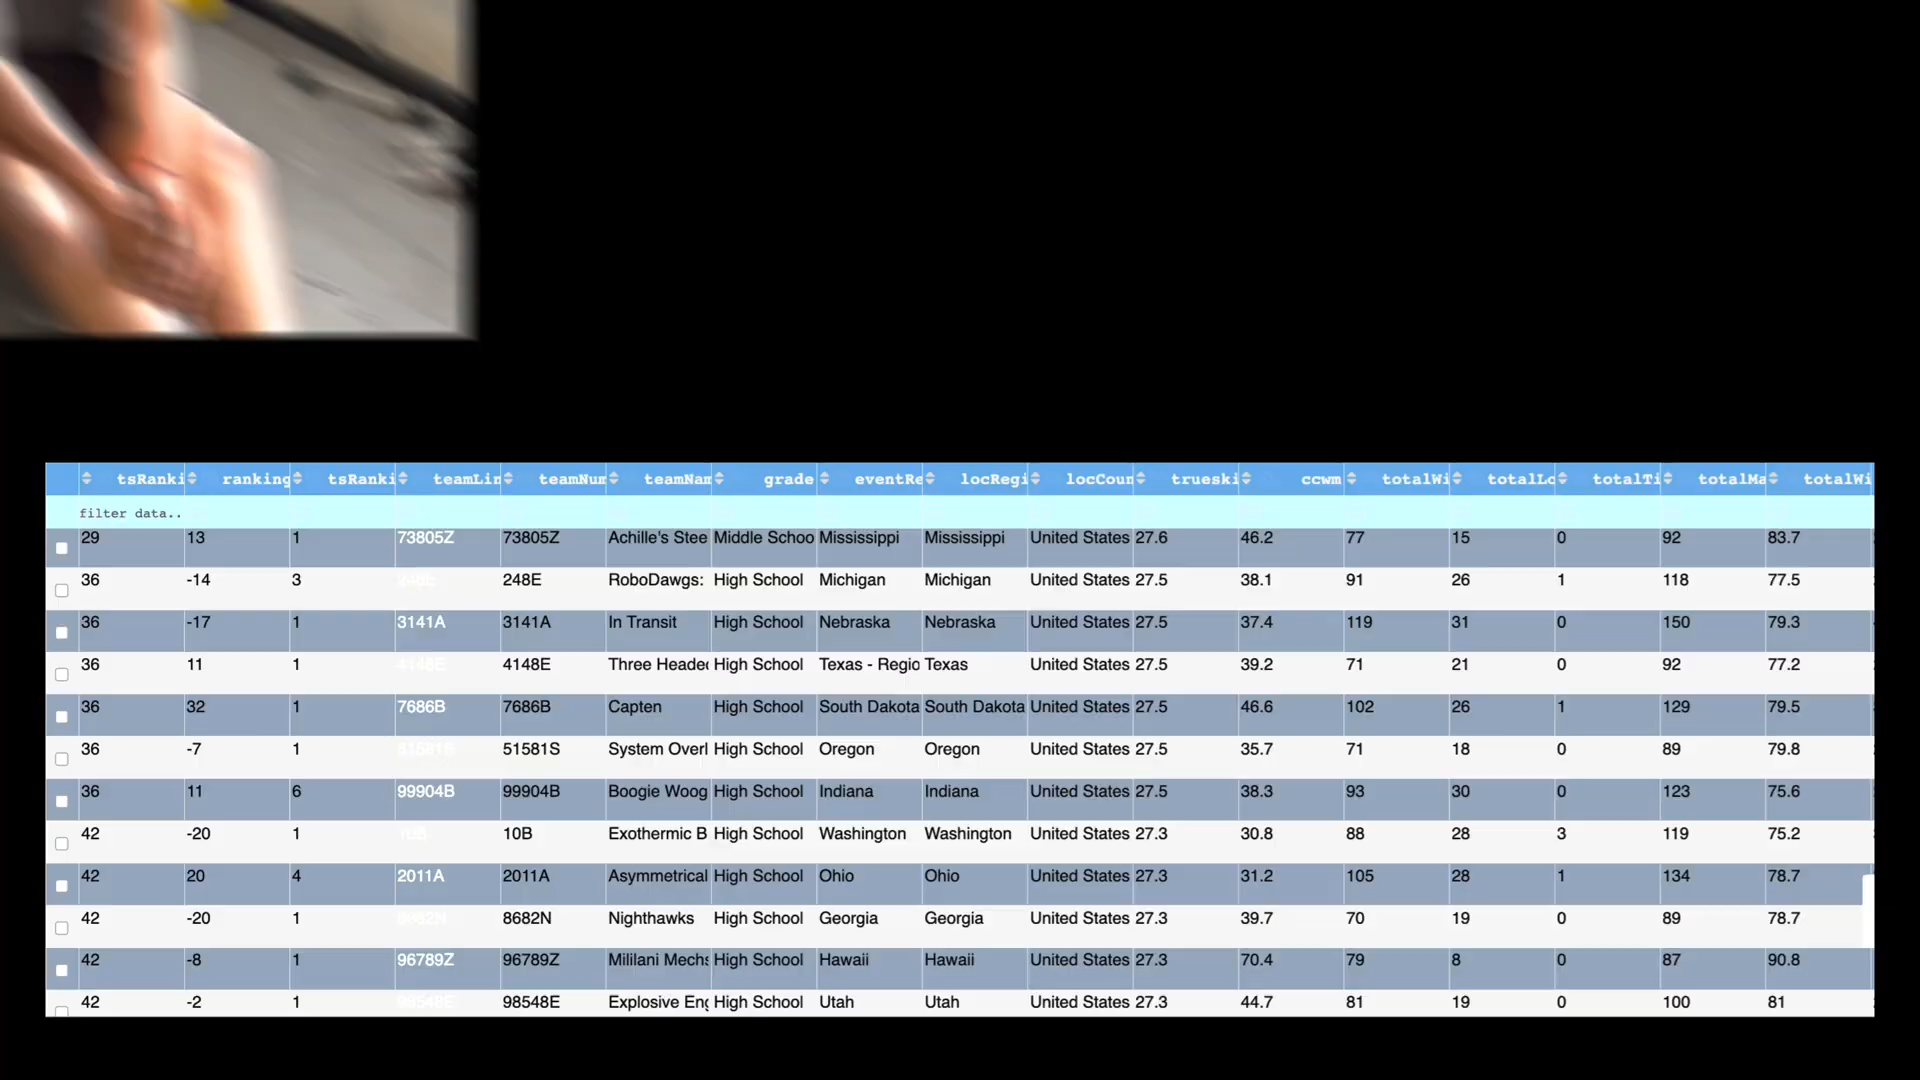 tsRanki ranking tsRanki teamLin teamNum teamNam grade eventRe locRegi locCoun trueski ccwm totalWi totalLo totalTi totalMa totalWi
filter data..
29 13 1 73805Z 73805Z Achille's Stee Middle Schoo Mississippi Mississippi United States 27.6 46.2 77 15 0 92 83.7
36 -14 3 248E 248E RoboDawgs: High School Michigan Michigan United States 27.5 38.1 91 26 1 118 77.5
36 -17 1 3141A 3141A In Transit High School Nebraska Nebraska United States 27.5 37.4 119 31 0 150 79.3
36 11 1 4148E 4148E Three Headed High School Texas - Regio Texas United States 27.5 39.2 71 21 0 92 77.2
36 32 1 7686B 7686B Capten High School South Dakota South Dakota United States 27.5 46.6 102 26 1 129 79.5
36 -7 1 51581S 51581S System Overl High School Oregon Oregon United States 27.5 35.7 71 18 0 89 79.8
36 11 6 99904B 99904B Boogie Woog High School Indiana Indiana United States 27.5 38.3 93 30 0 123 75.6
42 -20 1 10B 10B Exothermic B High School Washington Washington United States 27.3 30.8 88 28 3 119 75.2
42 20 4 2011A 2011A Asymmetrical High School Ohio Ohio United States 27.3 31.2 105 28 1 134 78.7
42 -20 1 8682N 8682N Nighthawks High School Georgia Georgia United States 27.3 39.7 70 19 0 89 78.7
42 -8 1 96789Z 96789Z Mililani Mechs High School Hawaii Hawaii United States 27.3 70.4 79 8 0 87 90.8
42 -2 1 98548E 98548E Explosive Eng High School Utah Utah United States 27.3 44.7 81 19 0 100 81